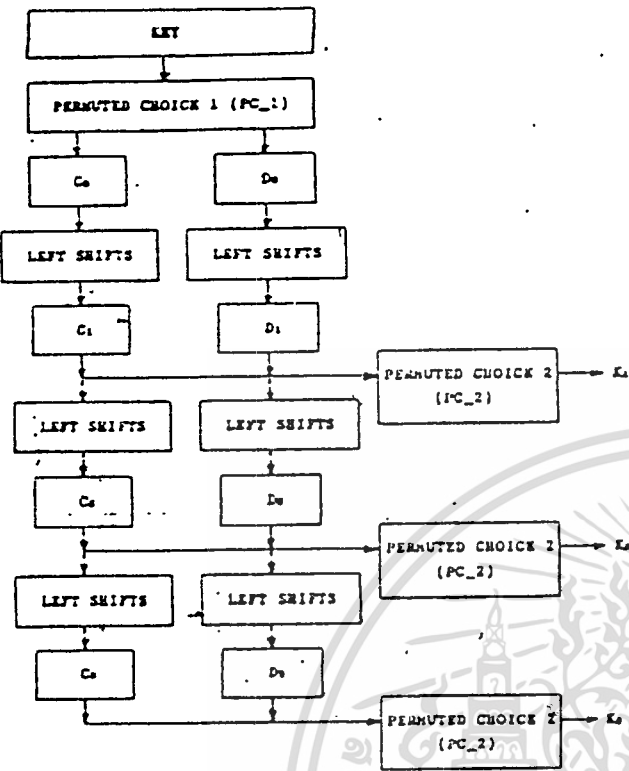 KEY
PERMUTED CHOICE 1 (PC_1)
C₀ D₀
LEFT SHIFTS LEFT SHIFTS
C₁ D₁
PERMUTED CHOICE 2
(PC_2)
K₁
LEFT SHIFTS LEFT SHIFTS
PERMUTED CHOICE 2
(PC_2)
LEFT SHIFTS LEFT SHIFTS
PERMUTED CHOICE 2
(PC_2)